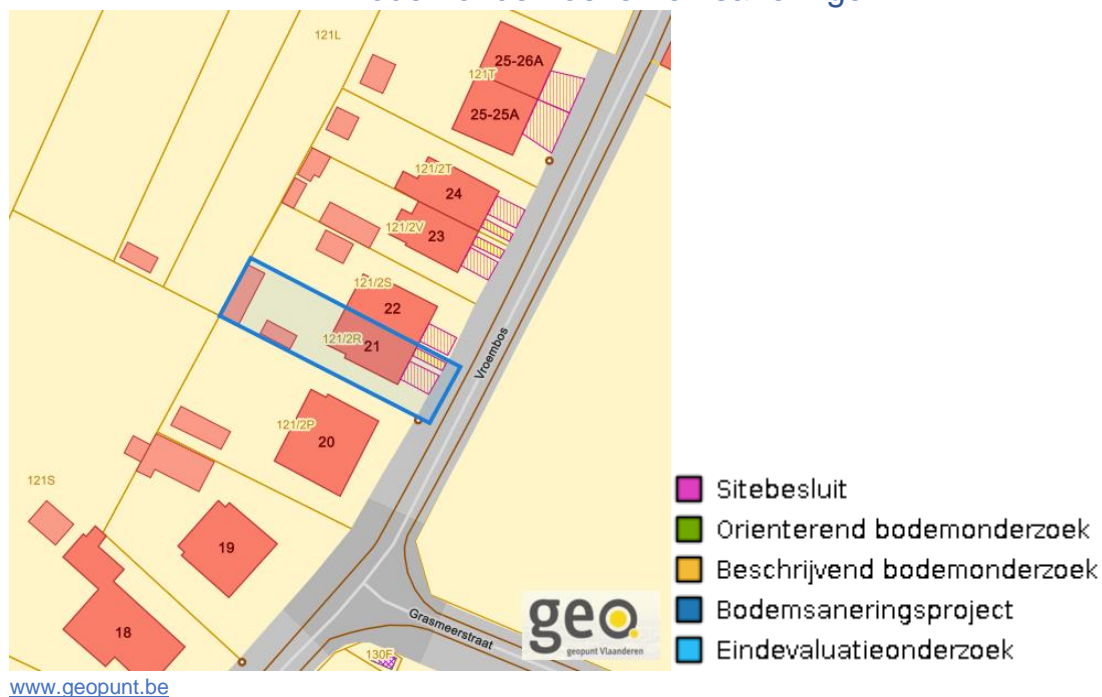 121L
25-26A
121T
25-25A
121/2T
24
121/2V
23
121/2S
22
121/2R
21
Vroembos
121/2P
20
121S
19
18
Grasmeerstraat
130F
geo.
geopunt Vlaanderen
Sitebesluit
Orienterend bodemonderzoek
Beschrijvend bodemonderzoek
Bodemsaneringsproject
Eindevaluatieonderzoek
www.geopunt.be